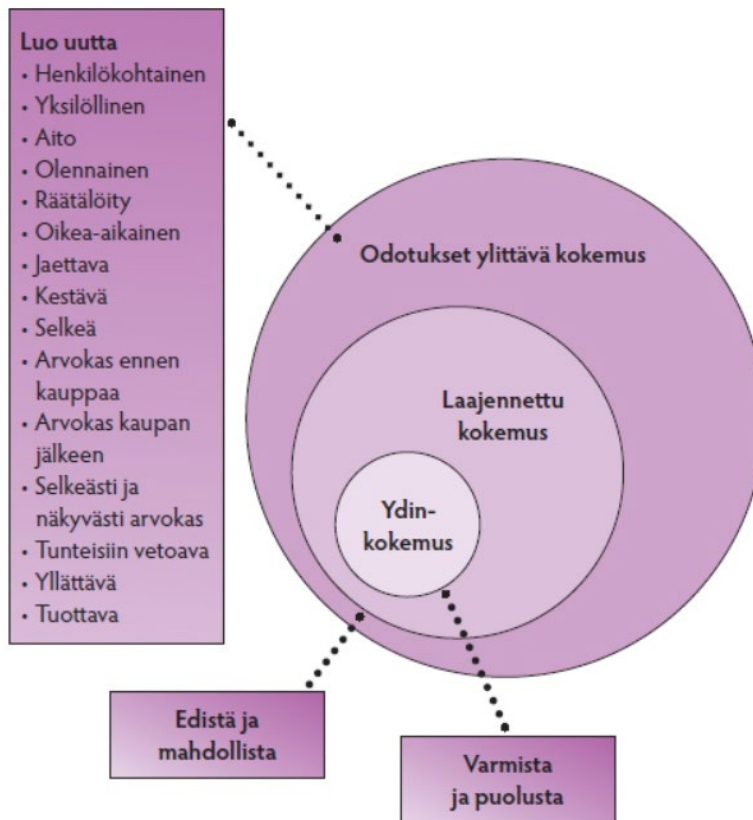 Luo uutta
• Henkilökohtainen
• Yksilöllinen
• Aito
• Olennainen
• Räätälöity
• Oikea-aikainen
• Jaettava
• Kestävä
• Selkeä
• Arvokas ennen
kauppaa
• Arvokas kaupan
jälkeen
• Selkeästi ja
näkyvästi arvokas
• Tunteisiin vetoava
• Yllättävä
• Tuottava
Odotukset ylittävä kokemus
Laajennettu
kokemus
Ydin-
kokemus
Edistä ja
mahdollista
Varmista
ja puolusta